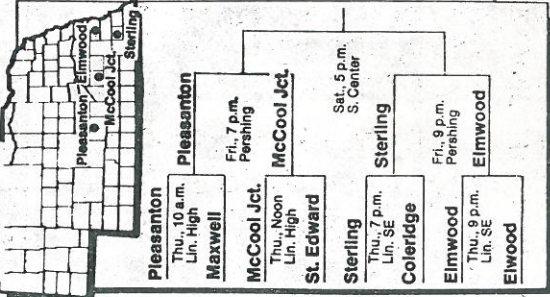 Pleasanton
Elmwood
McCool Jct.
Sterling
Pleasanton
Thu., 10 a.m.
Lin. High
Maxwell
McCool Jct.
Thu., Noon
Lin. High
St. Edward
Sterling
Thu., 7 p.m.
Lin. SE
Coleridge
Elmwood
Thu., 9 p.m.
Lin. SE
Elwood
Pleasanton
Fri., 7 p.m.
Pershing
McCool Jct.
Sterling
Fri., 9 p.m.
Pershing
Elmwood
Sat., 5 p.m.
S. Center